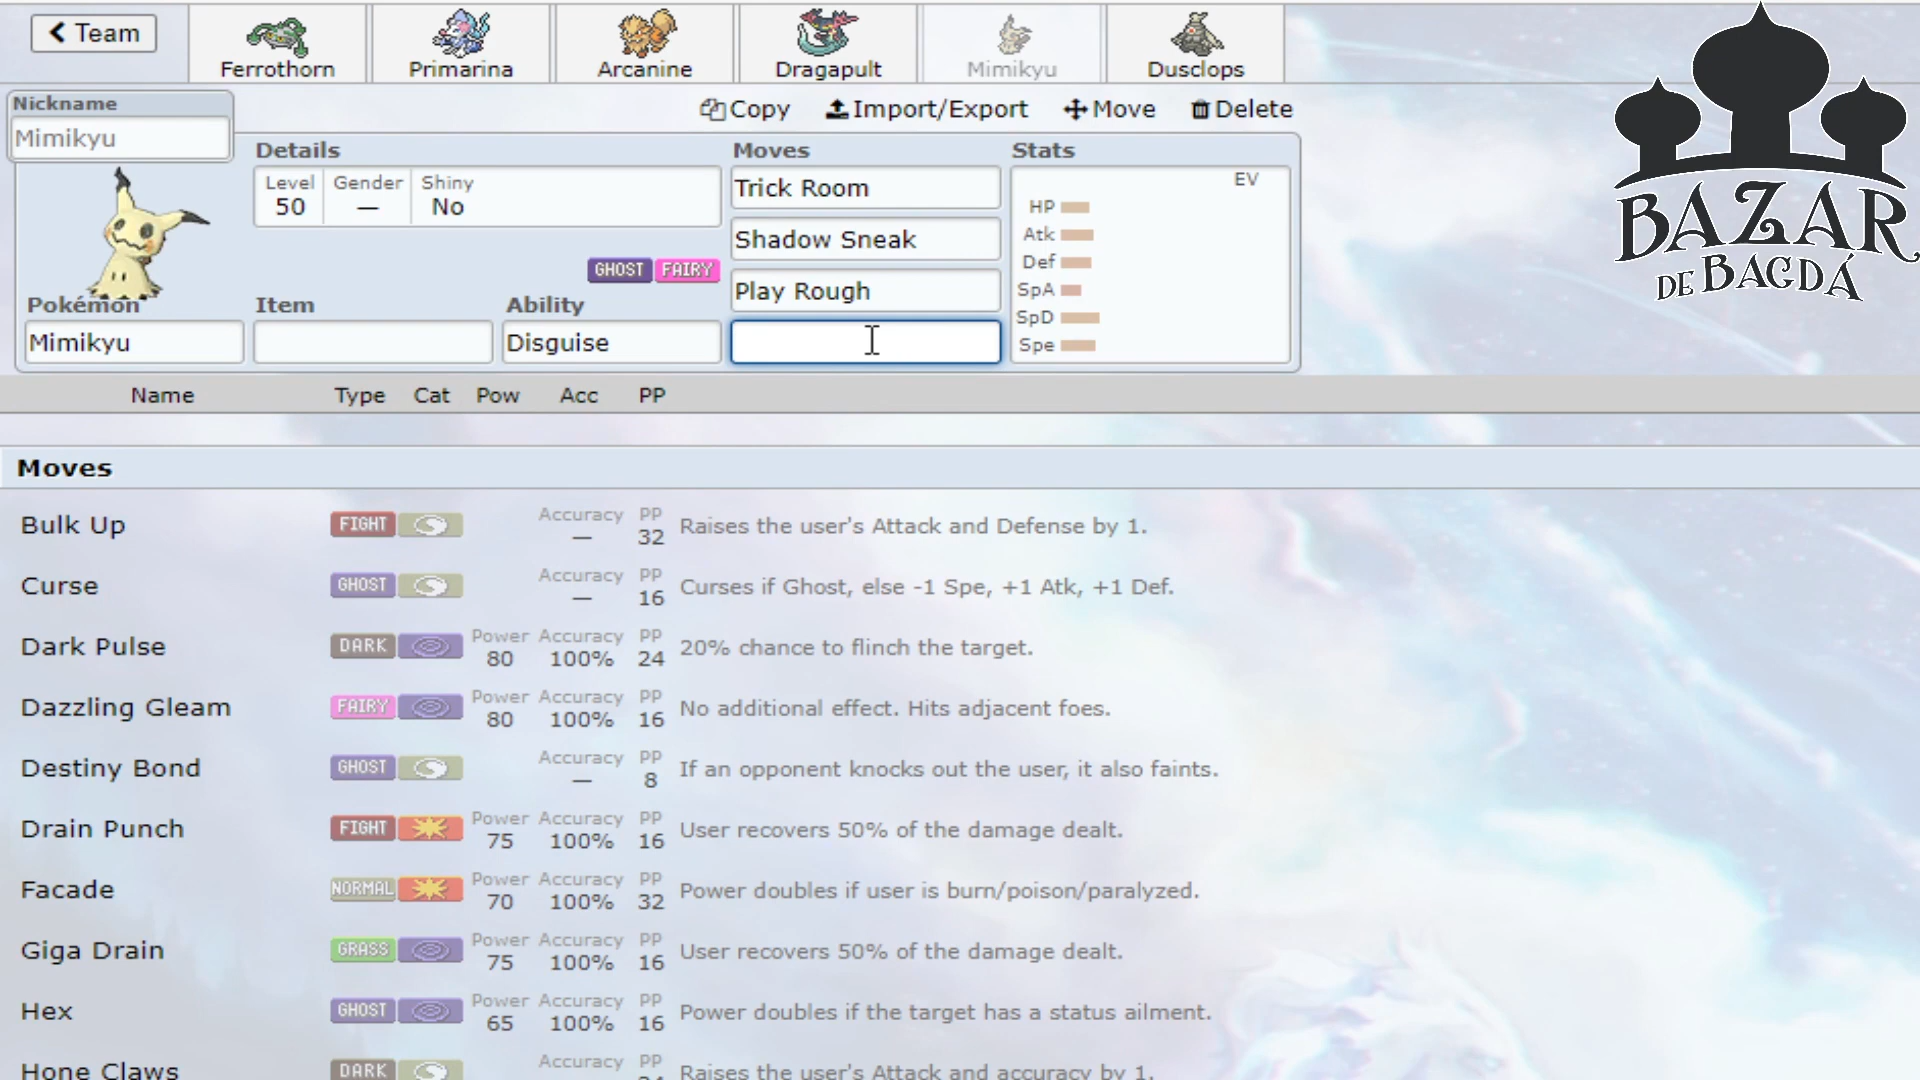 Team
Ferrothorn
Primarina
Arcanine
Dragapult
Mimikyu
Dusclops
Copy
Import/Export
Move
Delete
Nickname
Mimikyu
Details
Moves
Stats
Level Gender Shiny
50 — No
Trick Room
Shadow Sneak
Play Rough
EV
HP
Atk
Def
SpA
SpD
Spe
GHOST FAIRY
Pokémon
Item
Ability
Mimikyu
Disguise
BAZAR
DE BAGDÁ
Name Type Cat Pow Acc PP
Moves
Bulk Up FIGHT Accuracy — PP 32 Raises the user's Attack and Defense by 1.
Curse GHOST Accuracy — PP 16 Curses if Ghost, else -1 Spe, +1 Atk, +1 Def.
Dark Pulse DARK Power 80 Accuracy 100% PP 24 20% chance to flinch the target.
Dazzling Gleam FAIRY Power 80 Accuracy 100% PP 16 No additional effect. Hits adjacent foes.
Destiny Bond GHOST Accuracy — PP 8 If an opponent knocks out the user, it also faints.
Drain Punch FIGHT Power 75 Accuracy 100% PP 16 User recovers 50% of the damage dealt.
Facade NORMAL Power 70 Accuracy 100% PP 32 Power doubles if user is burn/poison/paralyzed.
Giga Drain GRASS Power 75 Accuracy 100% PP 16 User recovers 50% of the damage dealt.
Hex GHOST Power 65 Accuracy 100% PP 16 Power doubles if the target has a status ailment.
Hone Claws DARK Accuracy Raises the user's Attack and accuracy by 1.